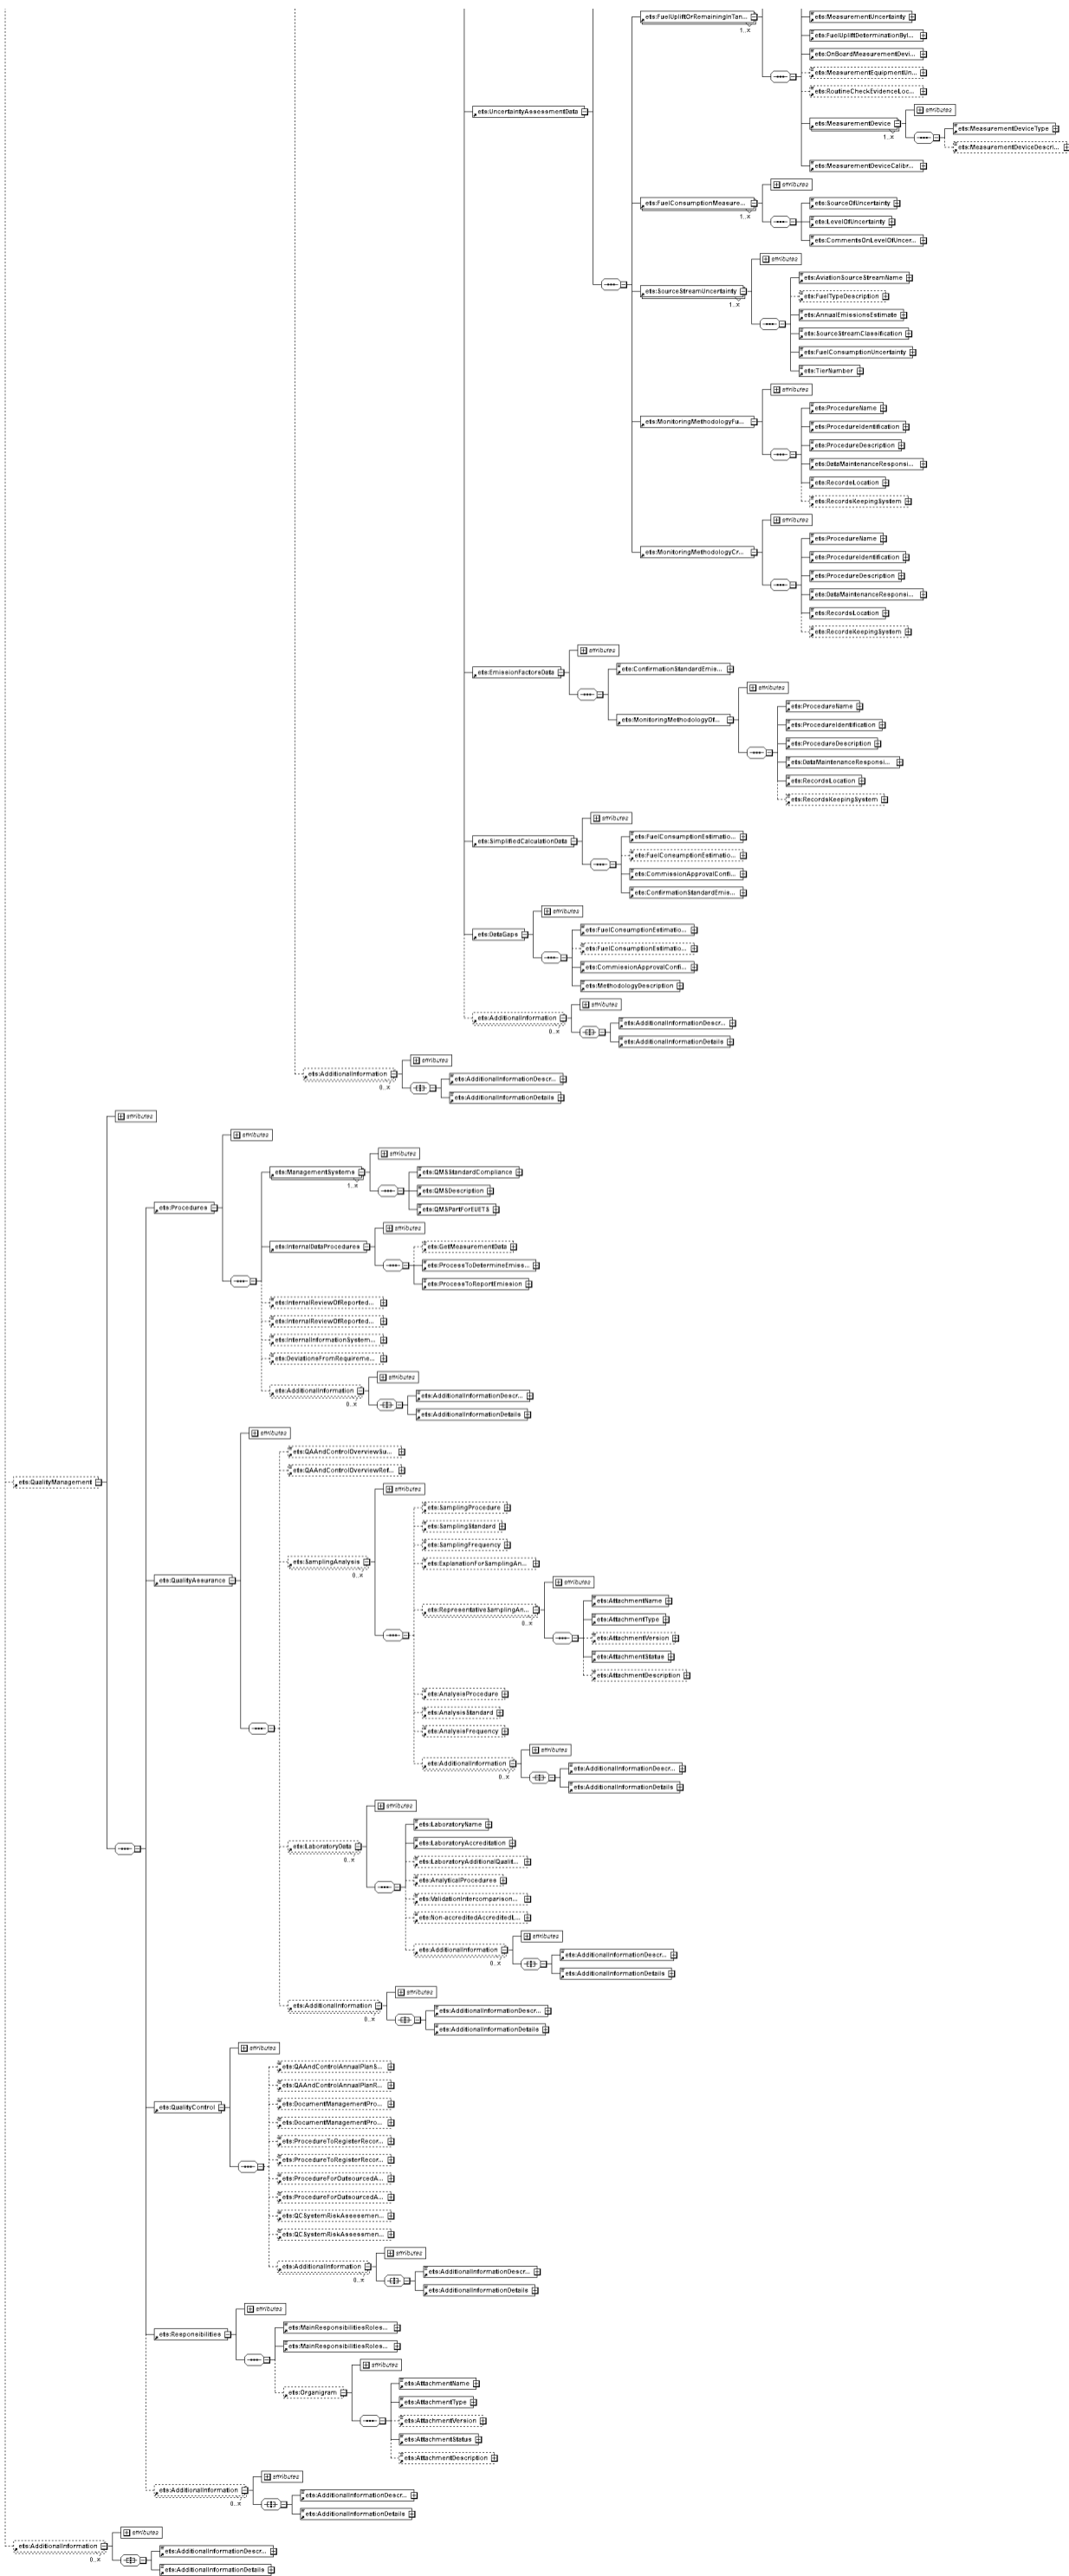 ets:FuelUpliftOrRemainingInTan...
1..∞
ets:MeasurementUncertainty
ets:FuelUpliftDeterminationByI...
ets:OnBoardMeasurementDevi...
ets:MeasurementEquipmentUn...
ets:RoutineCheckEvidenceLoc...
ets:UncertaintyAssessmentData
attributes
ets:MeasurementDevice
1..∞
ets:MeasurementDeviceType
ets:MeasurementDeviceDescri...
ets:MeasurementDeviceCalibr...
attributes
ets:FuelConsumptionMeasure...
1..∞
ets:SourceOfUncertainty
ets:LevelOfUncertainty
ets:CommentsOnLevelOfUncer...
attributes
ets:SourceStreamUncertainty
1..∞
ets:AviationSourceStreamName
ets:FuelTypeDescription
ets:AnnualEmissionsEstimate
ets:SourceStreamClassification
ets:FuelConsumptionUncertainty
ets:TierNumber
attributes
ets:MonitoringMethodologyFu...
ets:ProcedureName
ets:ProcedureIdentification
ets:ProcedureDescription
ets:DataMaintenanceResponsi...
ets:RecordsLocation
ets:RecordsKeepingSystem
attributes
ets:MonitoringMethodologyCr...
ets:ProcedureName
ets:ProcedureIdentification
ets:ProcedureDescription
ets:DataMaintenanceResponsi...
ets:RecordsLocation
ets:RecordsKeepingSystem
attributes
ets:EmissionFactorsData
ets:ConfirmationStandardEmis...
attributes
ets:MonitoringMethodologyOf...
ets:ProcedureName
ets:ProcedureIdentification
ets:ProcedureDescription
ets:DataMaintenanceResponsi...
ets:RecordsLocation
ets:RecordsKeepingSystem
attributes
ets:SimplifiedCalculationData
ets:FuelConsumptionEstimatio...
ets:FuelConsumptionEstimatio...
ets:CommissionApprovalConfi...
ets:ConfirmationStandardEmis...
attributes
ets:DataGaps
ets:FuelConsumptionEstimatio...
ets:FuelConsumptionEstimatio...
ets:CommissionApprovalConfi...
ets:MethodologyDescription
attributes
ets:AdditionalInformation
0..∞
ets:AdditionalInformationDescr...
ets:AdditionalInformationDetails
attributes
ets:AdditionalInformation
0..∞
ets:AdditionalInformationDescr...
ets:AdditionalInformationDetails
attributes
attributes
ets:Procedures
attributes
ets:ManagementSystems
1..∞
ets:QMSStandardCompliance
ets:QMSDescription
ets:QMSPartForEUETS
attributes
ets:InternalDataProcedures
ets:GetMeasurementData
ets:ProcessToDetermineEmiss...
ets:ProcessToReportEmission
ets:InternalReviewOfReported...
ets:InternalReviewOfReported...
ets:InternalInformationSystem...
ets:DeviationsFromRequireme...
attributes
ets:AdditionalInformation
0..∞
ets:AdditionalInformationDescr...
ets:AdditionalInformationDetails
ets:QualityManagement
attributes
ets:QualityAssurance
ets:QAAndControlOverviewSu...
ets:QAAndControlOverviewRef...
attributes
ets:SamplingAnalysis
0..∞
ets:SamplingProcedure
ets:SamplingStandard
ets:SamplingFrequency
ets:ExplanationForSamplingAn...
attributes
ets:RepresentativeSamplingAn...
0..∞
ets:AttachmentName
ets:AttachmentType
ets:AttachmentVersion
ets:AttachmentStatus
ets:AttachmentDescription
ets:AnalysisProcedure
ets:AnalysisStandard
ets:AnalysisFrequency
attributes
ets:AdditionalInformation
0..∞
ets:AdditionalInformationDescr...
ets:AdditionalInformationDetails
attributes
ets:LaboratoryData
0..∞
ets:LaboratoryName
ets:LaboratoryAccreditation
ets:LaboratoryAdditionalQualit...
ets:AnalyticalProcedures
ets:ValidationIntercomparison...
ets:Non-accreditedAccreditedL...
attributes
ets:AdditionalInformation
0..∞
ets:AdditionalInformationDescr...
ets:AdditionalInformationDetails
attributes
ets:AdditionalInformation
0..∞
ets:AdditionalInformationDescr...
ets:AdditionalInformationDetails
attributes
ets:QualityControl
ets:QAAndControlAnnualPlanS...
ets:QAAndControlAnnualPlanR...
ets:DocumentManagementPro...
ets:DocumentManagementPro...
ets:ProcedureToRegisterRecor...
ets:ProcedureToRegisterRecor...
ets:ProcedureForOutsourcedA...
ets:ProcedureForOutsourcedA...
ets:QCSystemRiskAssessmen...
ets:QCSystemRiskAssessmen...
attributes
ets:AdditionalInformation
0..∞
ets:AdditionalInformationDescr...
ets:AdditionalInformationDetails
attributes
ets:Responsibilities
ets:MainResponsibilitiesRoles...
ets:MainResponsibilitiesRoles...
attributes
ets:Organigram
ets:AttachmentName
ets:AttachmentType
ets:AttachmentVersion
ets:AttachmentStatus
ets:AttachmentDescription
attributes
ets:AdditionalInformation
0..∞
ets:AdditionalInformationDescr...
ets:AdditionalInformationDetails
attributes
ets:AdditionalInformation
0..∞
ets:AdditionalInformationDescr...
ets:AdditionalInformationDetails